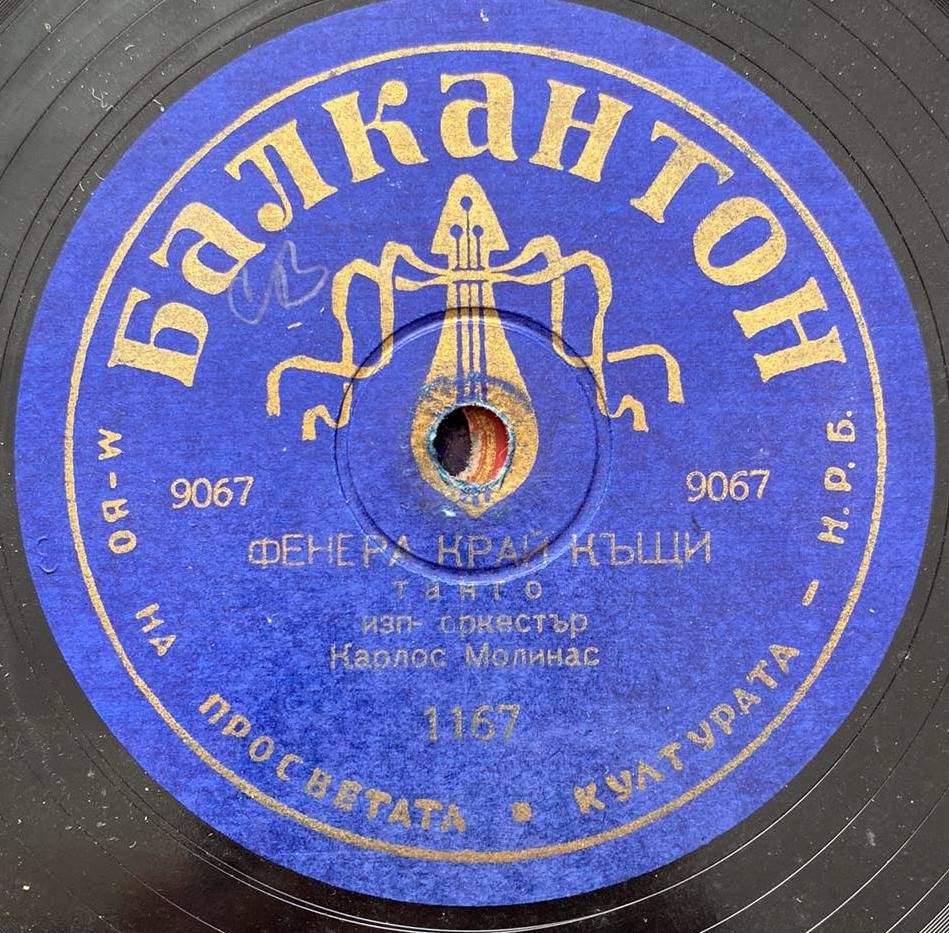 Балкантон
9067
9067
ФЕНЕРА КРАЙ КЪЩИ
танго
изп- оркестър
Карлос Молинас
1167
М-ВО НА ПРОСВЕТАТА • КУЛТУРАТА – Н.Р.Б.